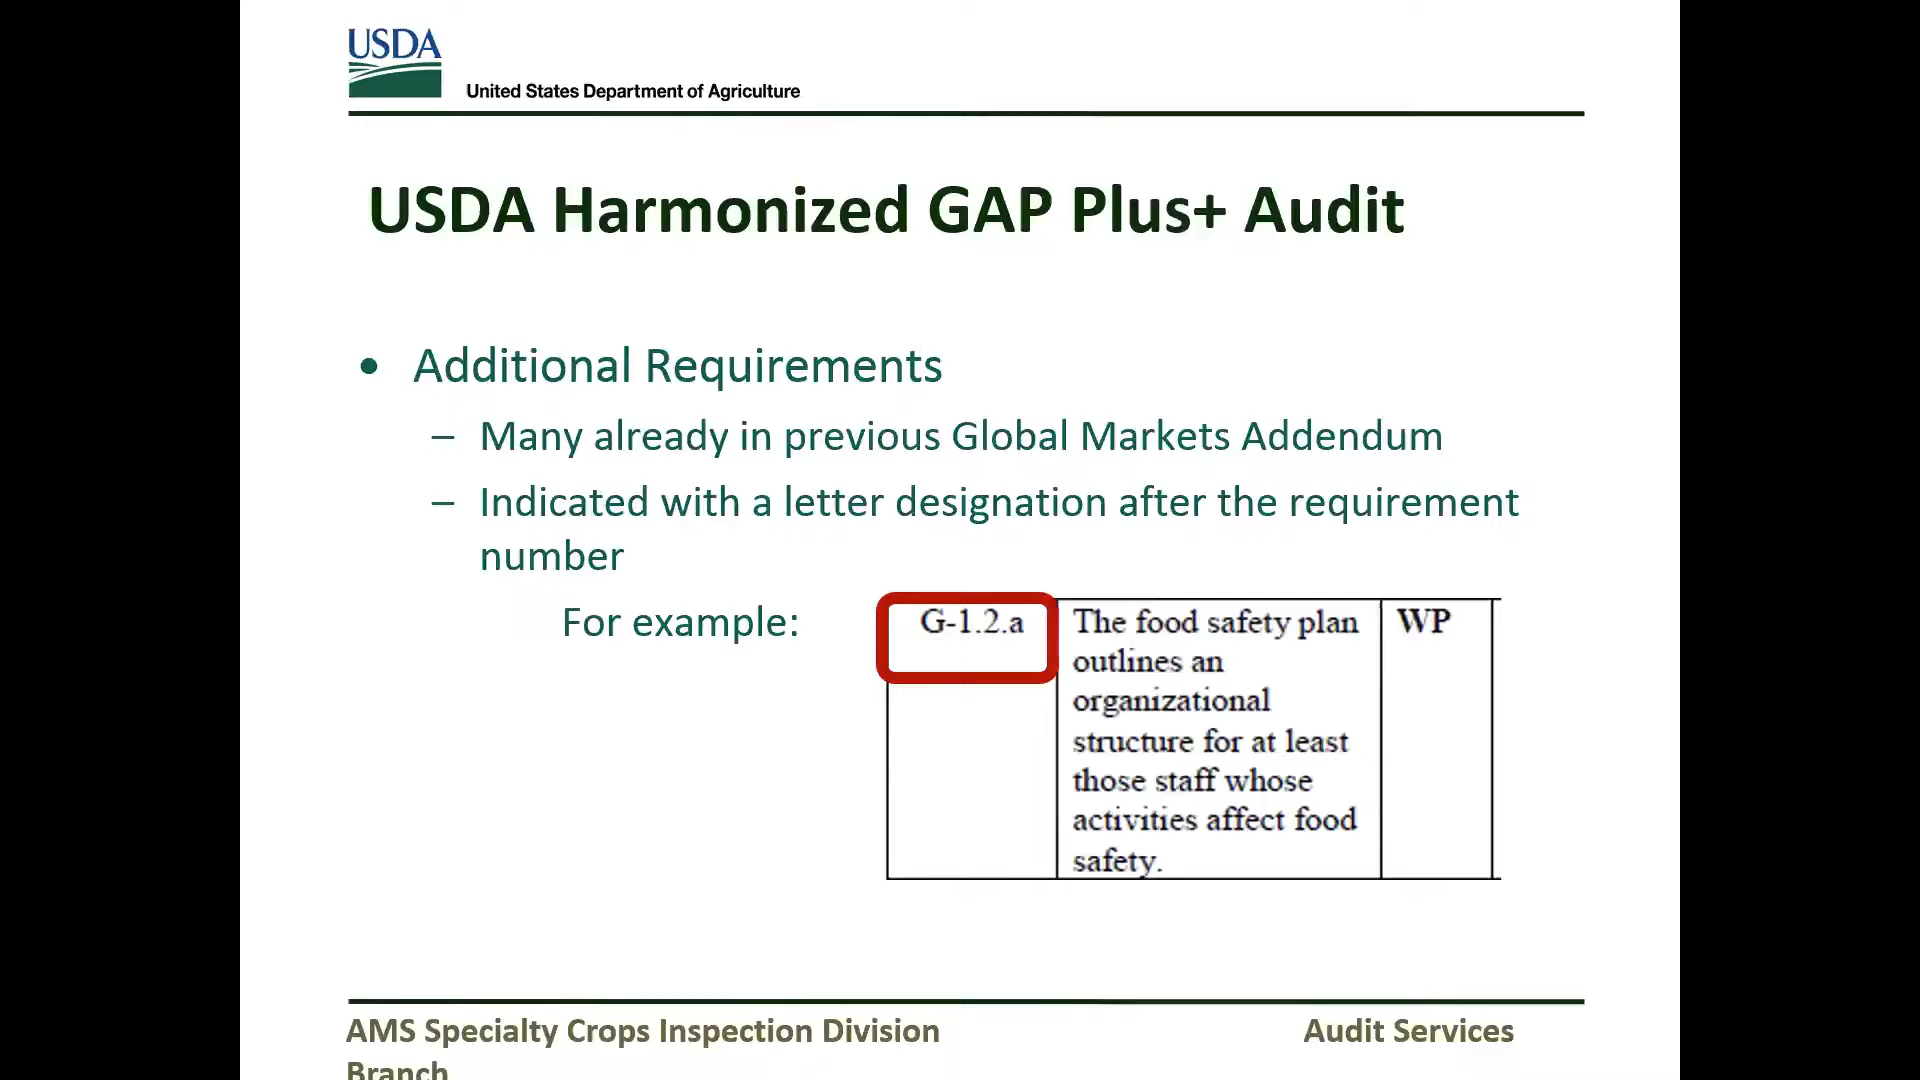 USDA
United States Department of Agriculture
USDA Harmonized GAP Plus+ Audit
• Additional Requirements
– Many already in previous Global Markets Addendum
– Indicated with a letter designation after the requirement
number
For example:
G-1.2.a
The food safety plan
outlines an
organizational
structure for at least
those staff whose
activities affect food
safety.
WP
AMS Specialty Crops Inspection Division
Audit Services
Branch